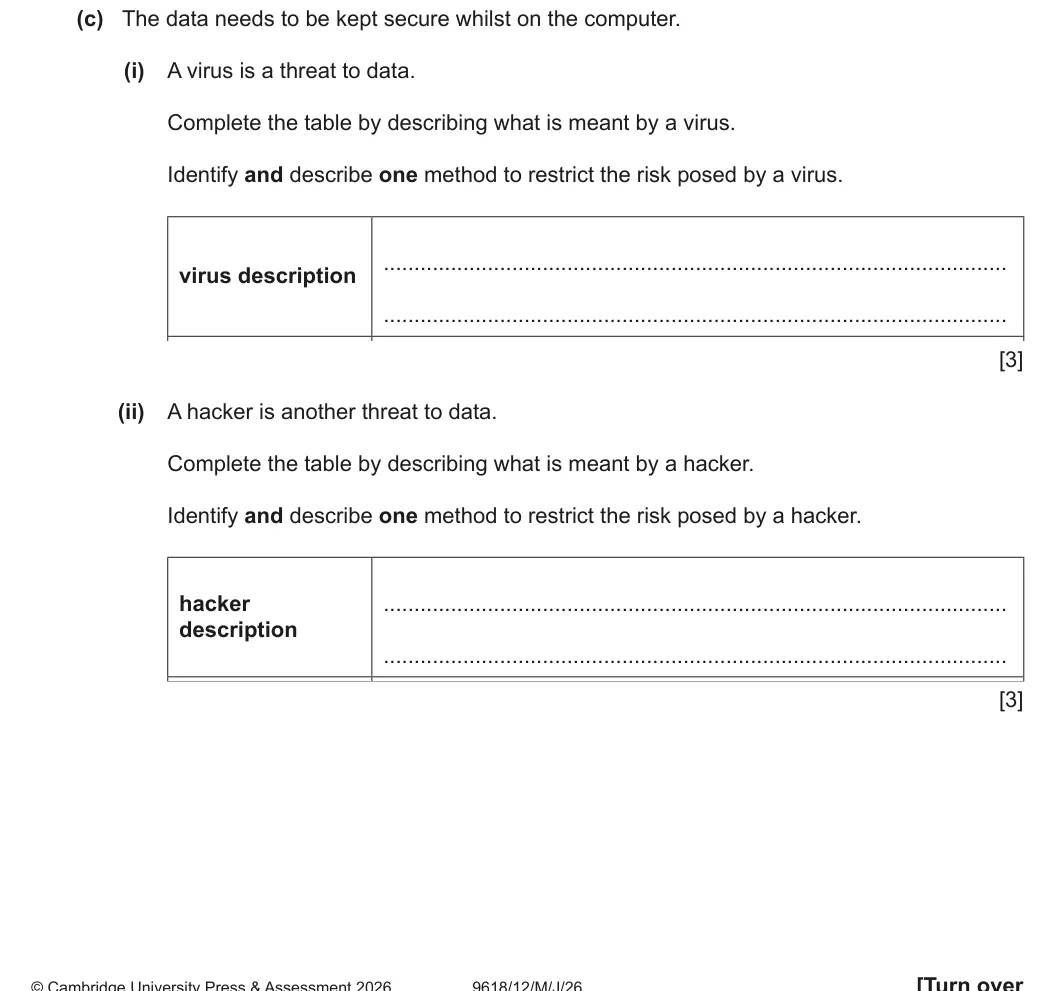 (c) The data needs to be kept secure whilst on the computer.
(i) A virus is a threat to data.
Complete the table by describing what is meant by a virus.
Identify and describe one method to restrict the risk posed by a virus.
virus description
[3]
(ii) A hacker is another threat to data.
Complete the table by describing what is meant by a hacker.
Identify and describe one method to restrict the risk posed by a hacker.
hacker
description
[3]
© Cambridge University Press & Assessment 2026 9618/12/M/J/26 [Turn over